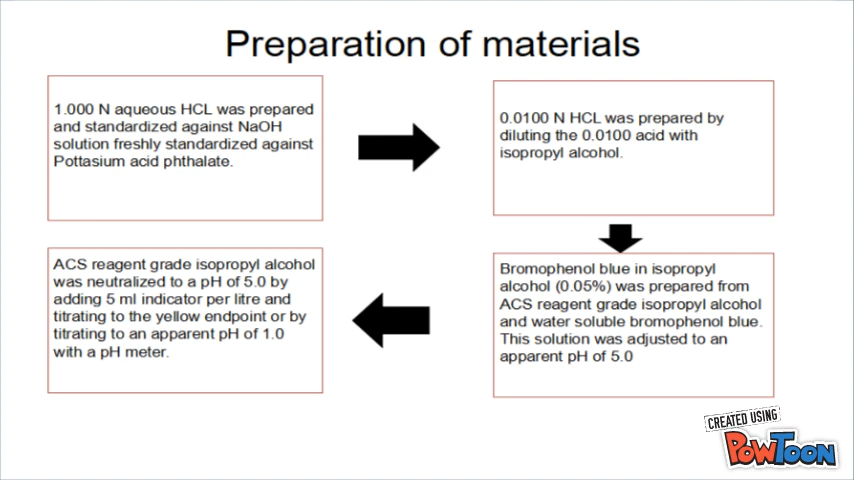 Preparation of materials
1.000 N aqueous HCL was prepared
and standardized against NaOH
solution freshly standardized against
Pottasium acid phthalate.
0.0100 N HCL was prepared by
diluting the 0.0100 acid with
isopropyl alcohol.
Bromophenol blue in isopropyl
alcohol (0.05%) was prepared from
ACS reagent grade isopropyl alcohol
and water soluble bromophenol blue.
This solution was adjusted to an
apparent pH of 5.0
ACS reagent grade isopropyl alcohol
was neutralized to a pH of 5.0 by
adding 5 ml indicator per litre and
titrating to the yellow endpoint or by
titrating to an apparent pH of 1.0
with a pH meter.
CREATED USING
POWTOON